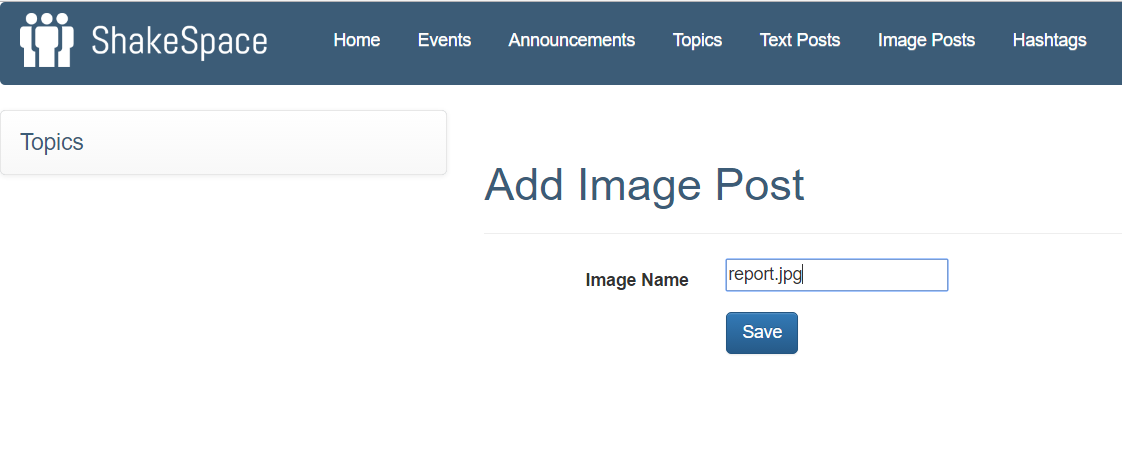 ShakeSpace Home Events Announcements Topics Text Posts Image Posts Hashtags
Topics
Add Image Post
Image Name report.jpg
Save